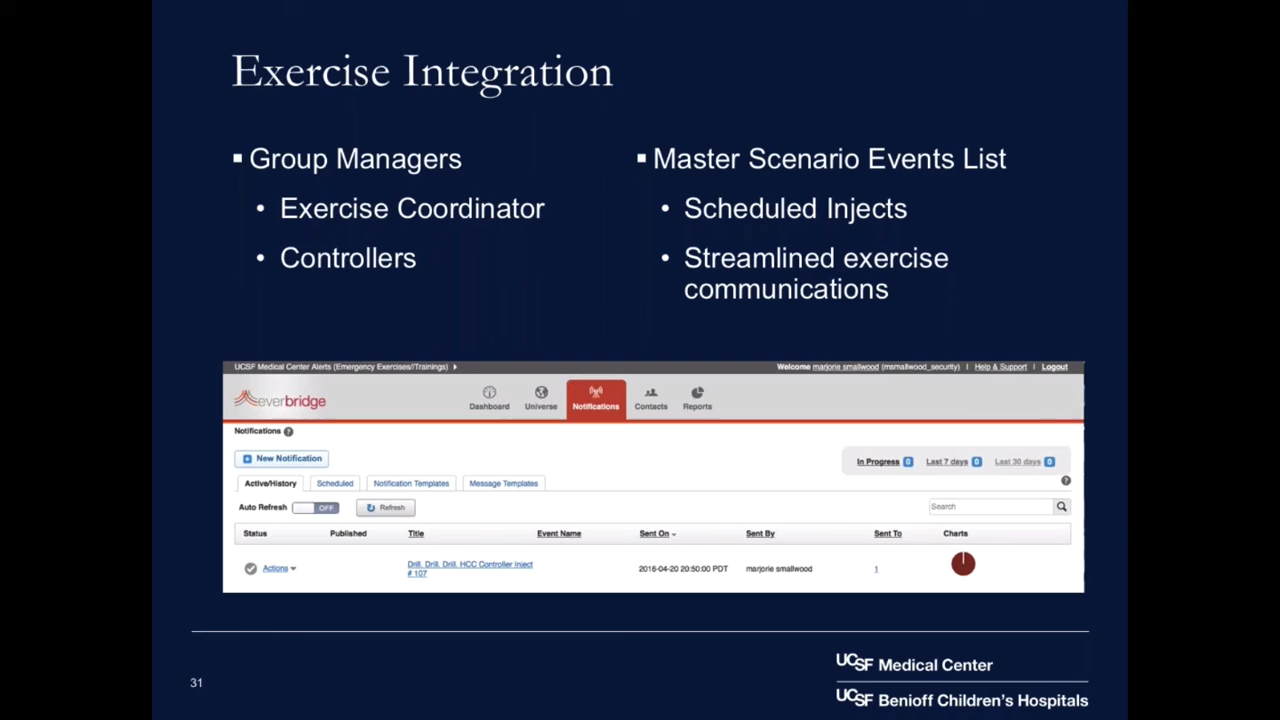 Exercise Integration
▪ Group Managers
• Exercise Coordinator
• Controllers
▪ Master Scenario Events List
• Scheduled Injects
• Streamlined exercise
communications
UCSF Medical Center Alerts (Emergency Exercises//Trainings)
Welcome marjorie smallwood (msmallwood_security) | Help & Support | Logout
everbridge
Dashboard Universe Notifications Contacts Reports
Notifications ?
New Notification
In Progress 0 Last 7 days 0 Last 30 days 0
Active/History Scheduled Notification Templates Message Templates
?
Auto Refresh OFF Refresh
Search
Status Published Title Event Name Sent On Sent By Sent To Charts
Actions
Drill. Drill. Drill. HCC Controller Inject
# 107
2016-04-20 20:50:00 PDT marjorie smallwood 1
31
UCSF Medical Center
UCSF Benioff Children's Hospitals